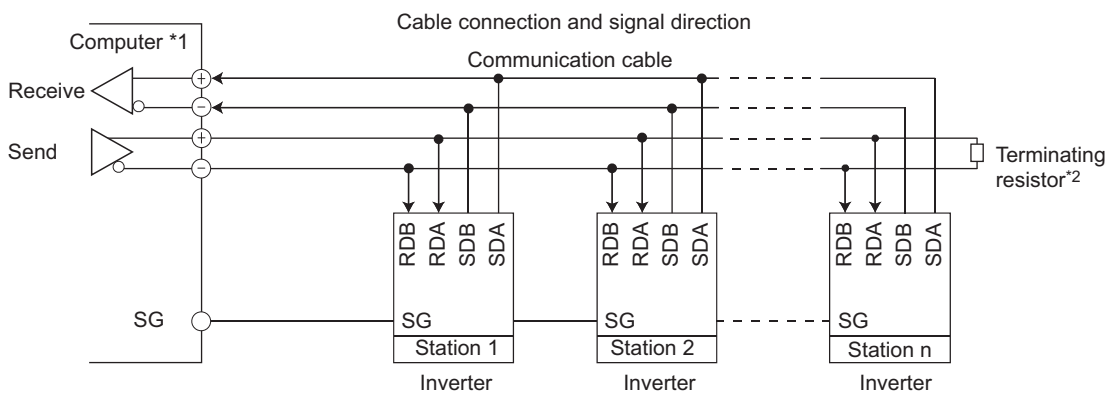 Cable connection and signal direction
Computer *1
Communication cable
Receive
+
−
Send
+
−
Terminating
resistor*2
RDB
RDA
SDB
SDA
RDB
RDA
SDB
SDA
RDB
RDA
SDB
SDA
SG
SG
SG
SG
Station 1
Station 2
Station n
Inverter
Inverter
Inverter